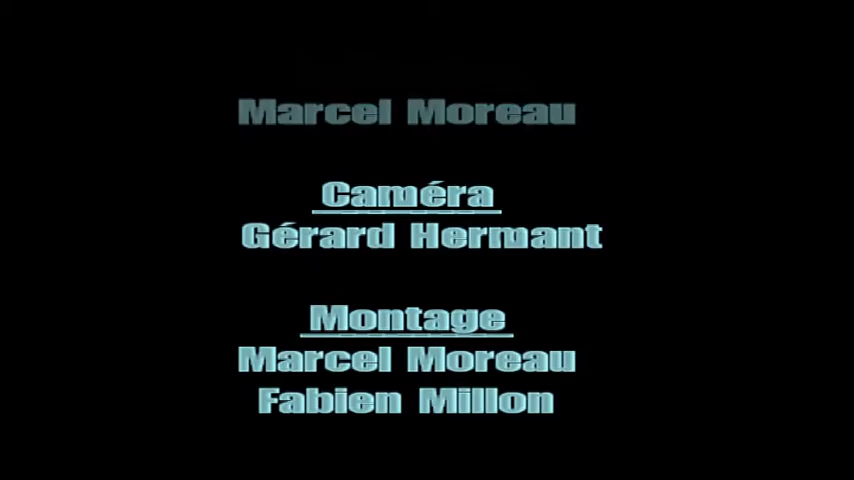 Marcel Moreau
Caméra
Gérard Hermant
Montage
Marcel Moreau
Fabien Millon